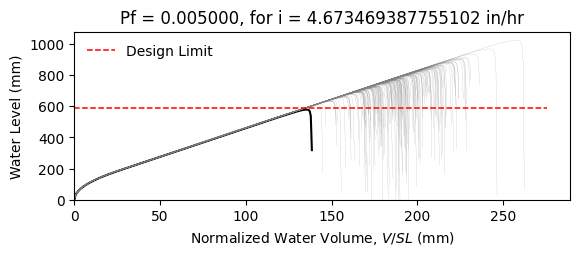 Pf = 0.005000, for i = 4.673469387755102 in/hr
Water Level (mm)
1000
800
600
400
200
0
Design Limit
0 50 100 150 200 250
Normalized Water Volume, V/SL (mm)